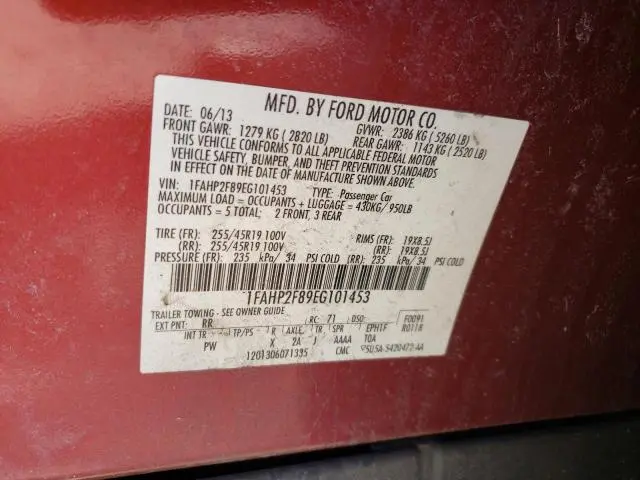 MFD. BY FORD MOTOR CO.
DATE: 06/13 GVWR: 2386 KG (5260 LB)
FRONT GAWR: 1279 KG (2820 LB) REAR GAWR: 1143 KG (2520 LB)
THIS VEHICLE CONFORMS TO ALL APPLICABLE FEDERAL MOTOR
VEHICLE SAFETY, BUMPER, AND THEFT PREVENTION STANDARDS
IN EFFECT ON THE DATE OF MANUFACTURE SHOWN ABOVE.
VIN: 1FAHP2F89EG101453 TYPE: Passenger Car
MAXIMUM LOAD = OCCUPANTS + LUGGAGE = 430KG/950LB
OCCUPANTS = 5 TOTAL: 2 FRONT, 3 REAR
TIRE (FR): 255/45R19 100V RIMS (FR): 19X8.5J
(RR): 255/45R19 100V (RR): 19X8.5J
PRESSURE (FR): 235 kPa/34 PSI COLD (RR): 235 kPa/34 PSI COLD
1FAHP2F89EG101453
TRAILER TOWING - SEE OWNER GUIDE
EXT PNT: RR RC: 71 DSO: F0091
INT TR TP/PS R AXLE TR SPR EPHTF R0118
PW X 2A J AAAA TOA
1201306071335 CMC